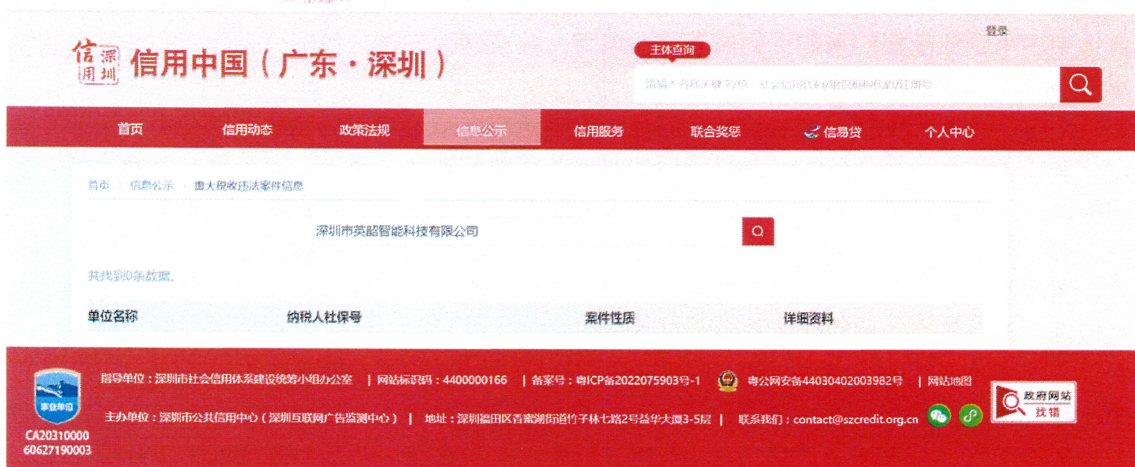 登录
信用
深圳
信用中国（广东·深圳）
主体查询
首页 信用动态 政策法规 信息公示 信用服务 联合奖惩 信易贷 个人中心
首页 信息公示 重大税收违法案件信息
深圳市英韶智能科技有限公司
共找到0条数据。
单位名称 纳税人社保号 案件性质 详细资料
指导单位：深圳市社会信用体系建设统筹小组办公室 | 网站标识码：4400000166 | 备案号：粤ICP备2022075903号-1 粤公网安备44030402003982号 | 网站地图
主办单位：深圳市公共信用中心（深圳互联网广告监测中心） | 地址：深圳福田区香蜜湖街道竹子林七路2号益华大厦3-5层 | 联系我们：contact@szcredit.org.cn
事业单位
CA20310000
60627190003
政府网站
找错